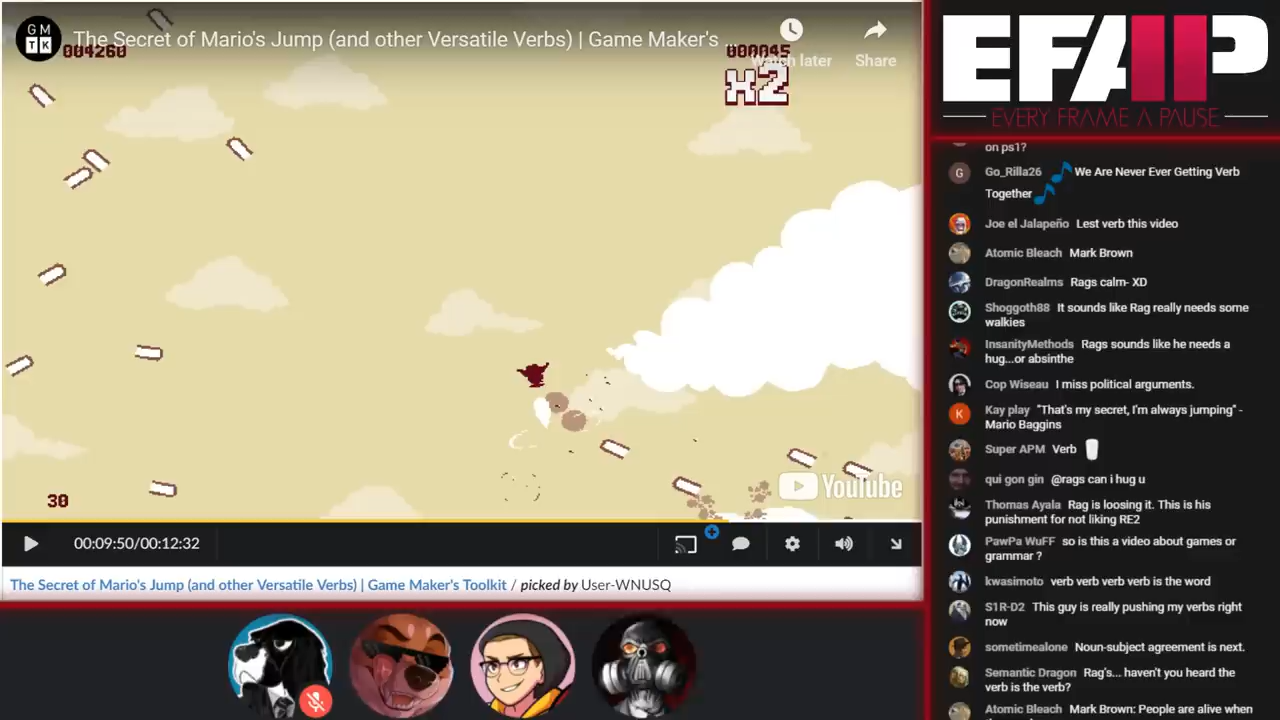 GM
TK
The Secret of Mario's Jump (and other Versatile Verbs) | Game Maker's ...
004260
000045
Watch later
Share
x2
30
YouTube
00:09:50/00:12:32
The Secret of Mario's Jump (and other Versatile Verbs) | Game Maker's Toolkit / picked by User-WNUSQ
EFAP
EVERY FRAME A PAUSE
on ps1?
G
Go_Rilla26 🎵We Are Never Ever Getting Verb
Together🎵
Joe el Jalapeño Lest verb this video
Atomic Bleach Mark Brown
DragonRealms Rags calm- XD
Shoggoth88 It sounds like Rag really needs some
walkies
InsanityMethods Rags sounds like he needs a
hug...or absinthe
Cop Wiseau I miss political arguments.
K
Kay play "That's my secret, I'm always jumping" -
Mario Baggins
Super APM Verb 🥛
qui gon gin @rags can i hug u
Thomas Ayala Rag is loosing it. This is his
punishment for not liking RE2
PawPa WuFF so is this a video about games or
grammar ?
kwasimoto verb verb verb verb is the word
S1R-D2 This guy is really pushing my verbs right
now
sometimealone Noun-subject agreement is next.
Semantic Dragon Rag's... haven't you heard the
verb is the verb?
Atomic Bleach Mark Brown: People are alive when